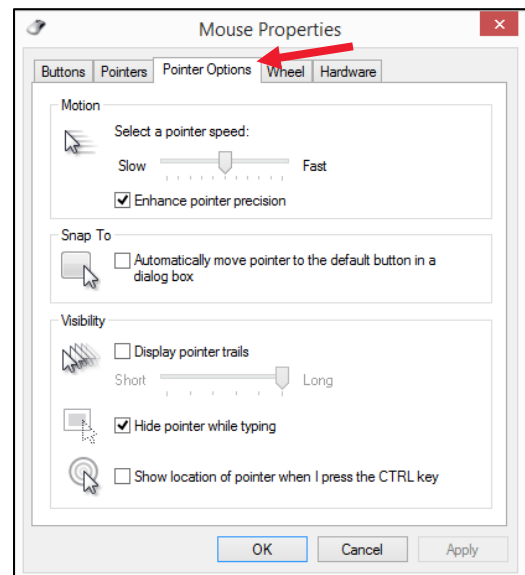 Mouse Properties
Buttons Pointers Pointer Options Wheel Hardware
Motion
Select a pointer speed:
Slow Fast
Enhance pointer precision
Snap To
Automatically move pointer to the default button in a
dialog box
Visibility
Display pointer trails
Short Long
Hide pointer while typing
Show location of pointer when I press the CTRL key
OK Cancel Apply